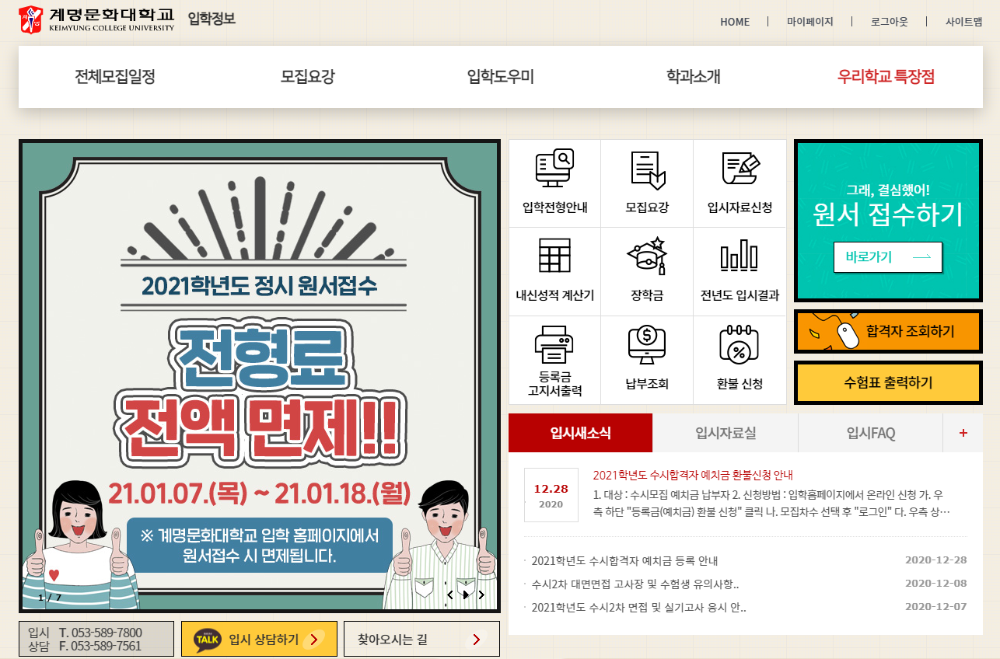 계명문화대학교 입학정보
KEIMYUNG COLLEGE UNIVERSITY
HOME 마이페이지 로그아웃 사이트맵
전체모집일정 모집요강 입학도우미 학과소개 우리학교 특장점
2021학년도 정시 원서접수
전형료
전액 면제!!
21.01.07.(목) ~ 21.01.18.(월)
※ 계명문화대학교 입학 홈페이지에서
원서접수 시 면제됩니다.
1 / 7
입학전형안내 모집요강 입시자료신청
내신성적 계산기 장학금 전년도 입시결과
등록금
고지서출력 납부조회 환불 신청
그래, 결심했어!
원서 접수하기
바로가기
합격자 조회하기
수험표 출력하기
입시새소식 입시자료실 입시FAQ +
12.28
2020
2021학년도 수시합격자 예치금 환불신청 안내
1. 대상 : 수시모집 예치금 납부자 2. 신청방법 : 입학홈페이지에서 온라인 신청 가. 우
측 하단 "등록금(예치금) 환불 신청" 클릭 나. 모집차수 선택 후 "로그인" 다. 우측 상…
· 2021학년도 수시합격자 예치금 등록 안내 2020-12-28
· 수시2차 대면면접 고사장 및 수험생 유의사항.. 2020-12-08
· 2021학년도 수시2차 면접 및 실기고사 응시 안.. 2020-12-07
입시 T. 053-589-7800
상담 F. 053-589-7561
TALK 입시 상담하기
찾아오시는 길